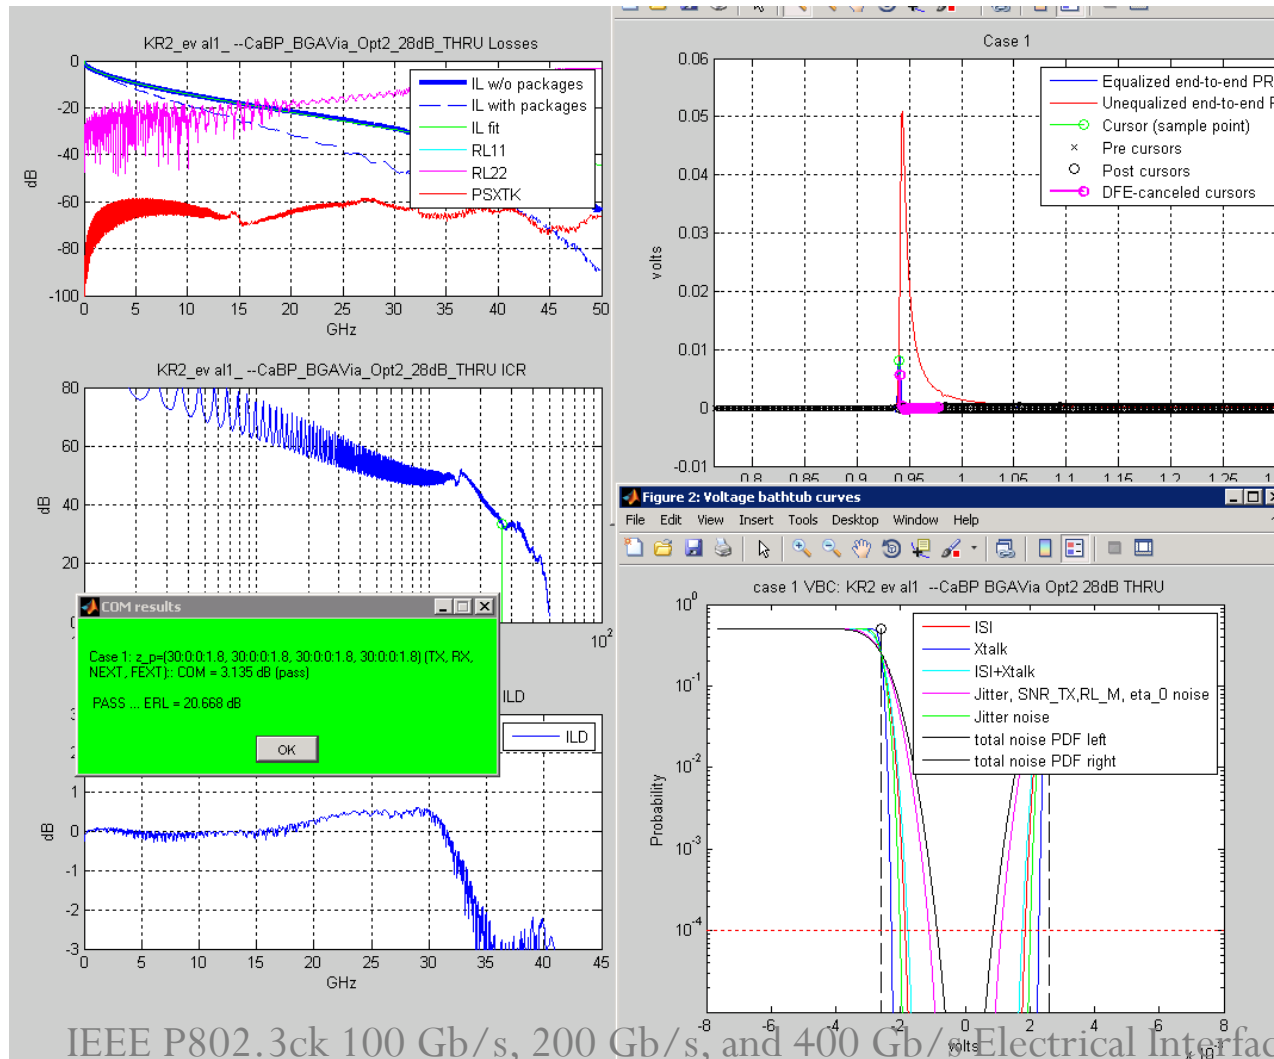 KR2_ev al1_ --CaBP_BGAVia_Opt2_28dB_THRU Losses
0
-20
-40
-60
-80
-100
dB
0 5 10 15 20 25 30 35 40 45 50
GHz
IL w/o packages
IL with packages
IL fit
RL11
RL22
PSXTK
KR2_ev al1_ --CaBP_BGAVia_Opt2_28dB_THRU ICR
80
60
40
20
dB
10²
COM results
Case 1: z_p=(30:0:0:1.8, 30:0:0:1.8, 30:0:0:1.8, 30:0:0:1.8) (TX, RX,
NEXT, FEXT):: COM = 3.135 dB (pass)
PASS ... ERL = 20.668 dB
OK
ILD
ILD
0
-1
-2
-3
dB
0 5 10 15 20 25 30 35 40 45
GHz
Case 1
0.06
0.05
0.04
0.03
0.02
0.01
0
-0.01
volts
0.8 0.85 0.9 0.95 1 1.05 1.1 1.15 1.2 1.25
Equalized end-to-end PR
Unequalized end-to-end
Cursor (sample point)
Pre cursors
Post cursors
DFE-canceled cursors
Figure 2: Voltage bathtub curves
File Edit View Insert Tools Desktop Window Help
case 1 VBC: KR2 ev al1 --CaBP BGAVia Opt2 28dB THRU
10⁰
10⁻¹
10⁻²
10⁻³
10⁻⁴
Probability
ISI
Xtalk
ISI+Xtalk
Jitter, SNR_TX,RL_M, eta_0 noise
Jitter noise
total noise PDF left
total noise PDF right
-8 -6 -4 -2 0 2 4 6 8
volts
IEEE P802.3ck 100 Gb/s, 200 Gb/s, and 400 Gb/s Electrical Interfac